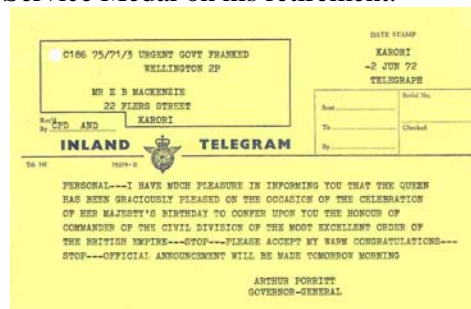 Service Medal on his retirement.
C186 75/71/3 URGENT GOVT FRANKED
WELLINGTON 2P
MR E B MACKENZIE
22 FLERS STREET
KARORI
Rec'd
By CPD AND
DATE STAMP
KARORI
-2 JUN 72
TELEGRAPH
Serial No.
Sent
To
Checked
By
INLAND TELEGRAM
PERSONAL---I HAVE MUCH PLEASURE IN INFORMING YOU THAT THE QUEEN
HAS BEEN GRACIOUSLY PLEASED ON THE OCCASION OF THE CELEBRATION
OF HER MAJESTY'S BIRTHDAY TO CONFER UPON YOU THE HONOUR OF
COMMANDER OF THE CIVIL DIVISION OF THE MOST EXCELLENT ORDER OF
THE BRITISH EMPIRE---STOP---PLEASE ACCEPT MY WARM CONGRATULATIONS---
STOP---OFFICIAL ANNOUNCEMENT WILL BE MADE TOMORROW MORNING
ARTHUR PORRITT
GOVERNOR-GENERAL